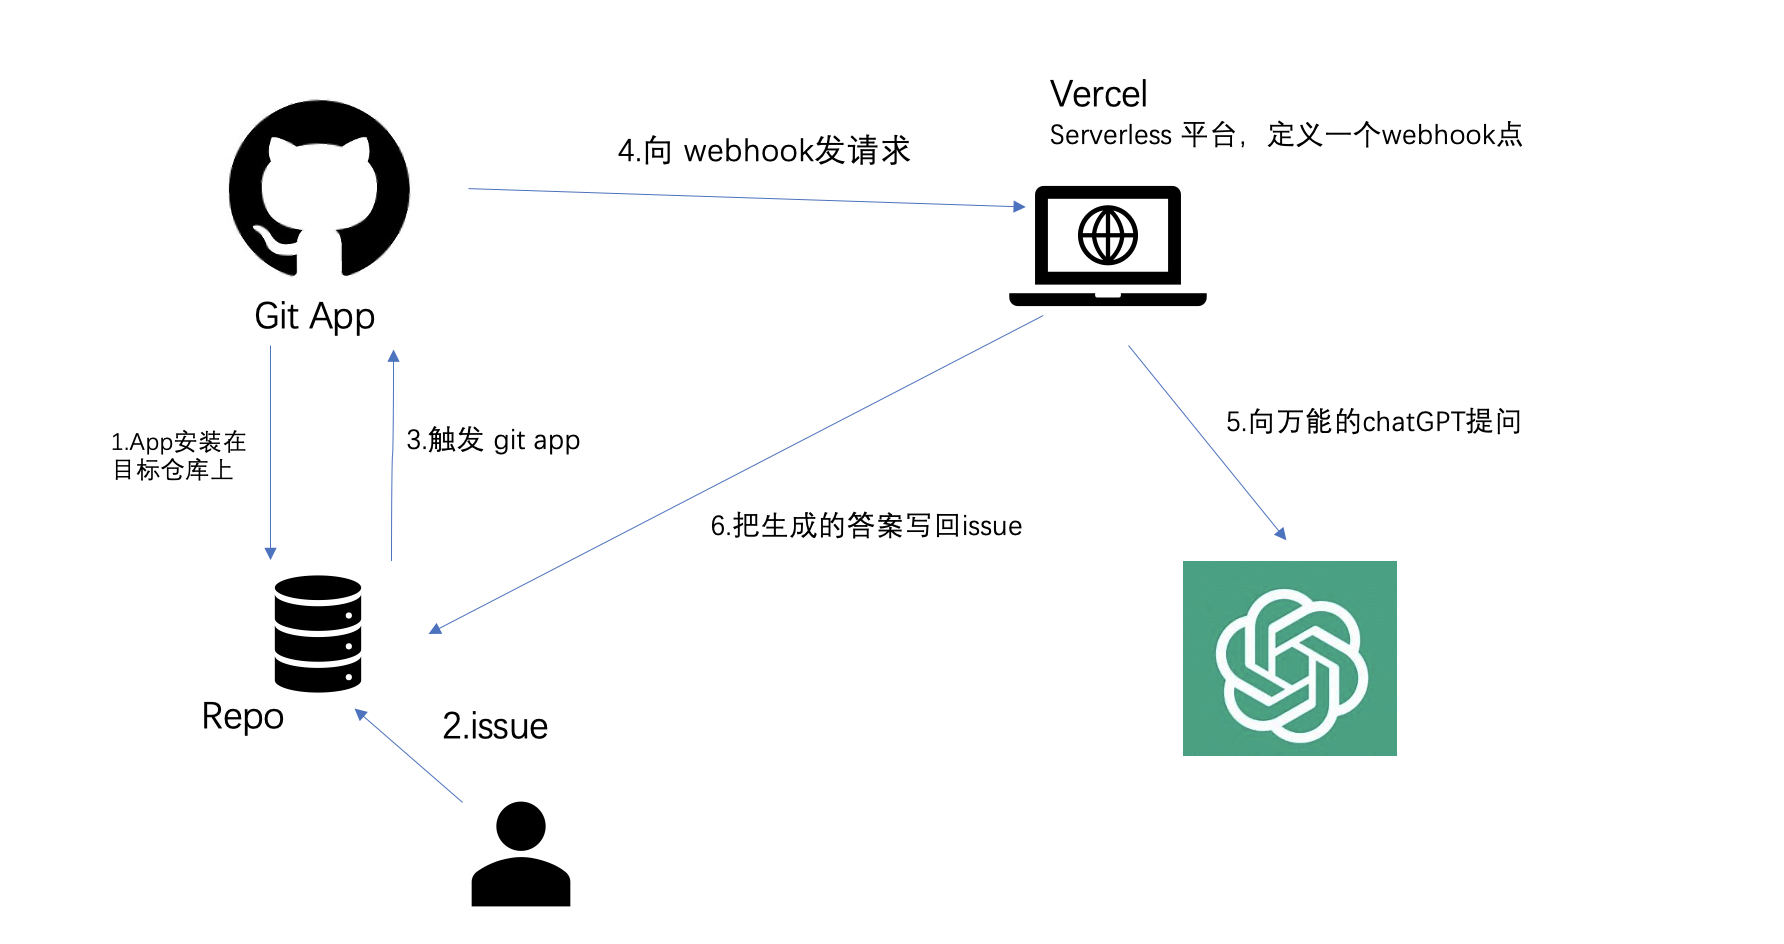 Vercel
Serverless 平台，定义一个webhook点
4.向 webhook发请求
Git App
1.App安装在
目标仓库上
3.触发 git app
5.向万能的chatGPT提问
6.把生成的答案写回issue
Repo
2.issue